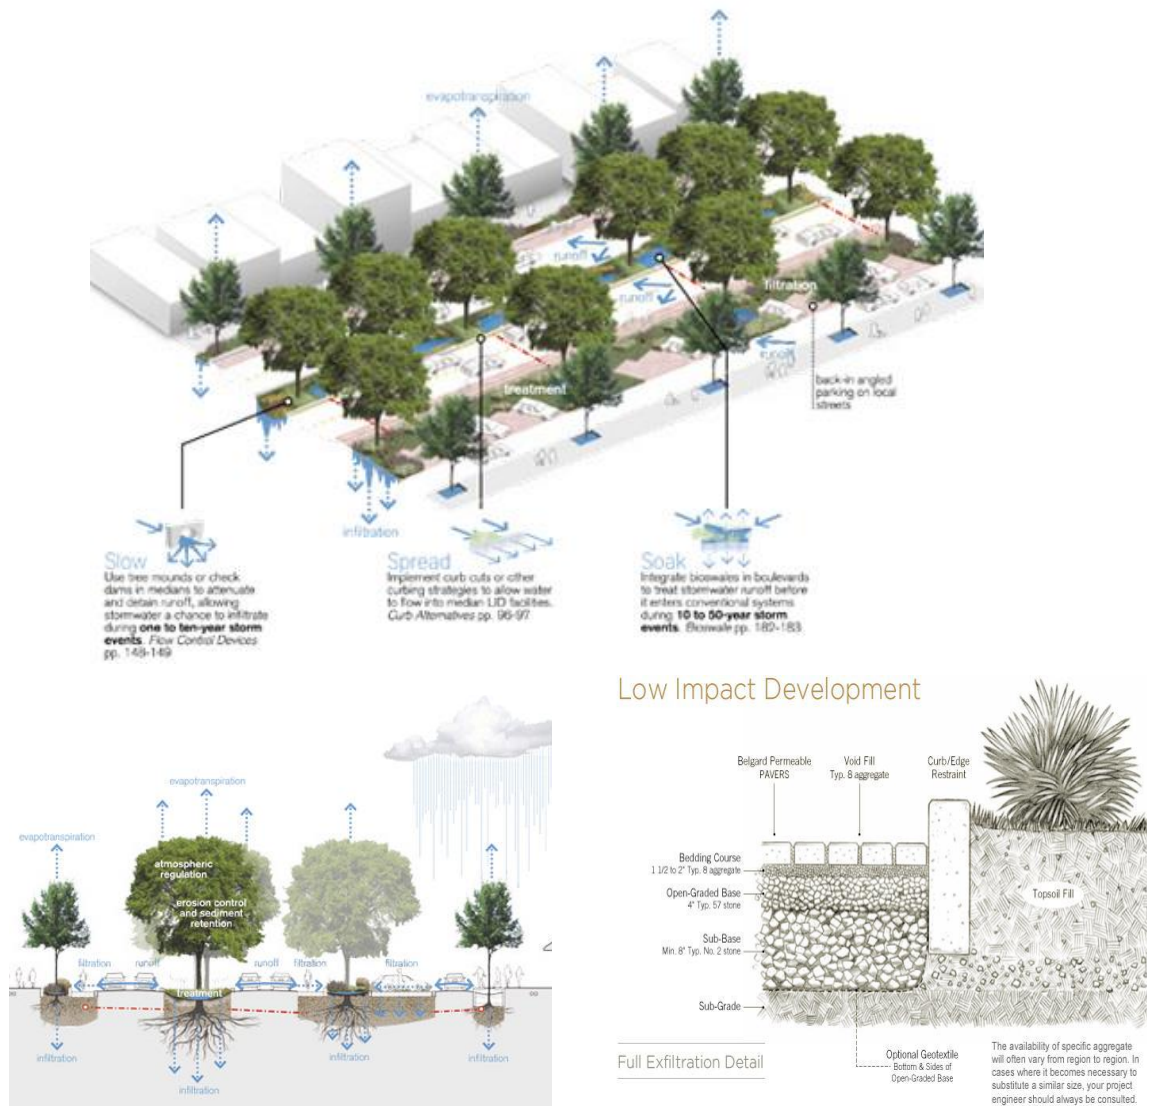 evapotranspiration
runoff
runoff
filtration
runoff
treatment
back-in angled
parking on local
streets
infiltration
Slow
Use tree mounds or check
dams in medians to attenuate
and detain runoff, allowing
stormwater a chance to infiltrate
during one to ten-year storm
events. Flow Control Devices
pp. 148-149
Spread
Implement curb cuts or other
curbing strategies to allow water
to flow into median LID facilities.
Curb Alternatives pp. 96-97
Soak
Integrate bioswales in boulevards
to treat stormwater runoff before
it enters conventional systems
during 10 to 50-year storm
events. Bioswale pp. 182-183
evapotranspiration
evapotranspiration
atmospheric
regulation
erosion control
and sediment
retention
filtration
runoff
runoff
filtration
filtration
treatment
infiltration
infiltration
infiltration
infiltration
Low Impact Development
Belgard Permeable
PAVERS
Void Fill
Typ. 8 aggregate
Curb/Edge
Restraint
Bedding Course
1 1/2 to 2" Typ. 8 aggregate
Open-Graded Base
4" Typ. 57 stone
Sub-Base
Min. 8" Typ. No. 2 stone
Sub-Grade
Topsoil Fill
Full Exfiltration Detail
Optional Geotextile
Bottom & Sides of
Open-Graded Base
The availability of specific aggregate
will often vary from region to region. In
cases where it becomes necessary to
substitute a similar size, your project
engineer should always be consulted.